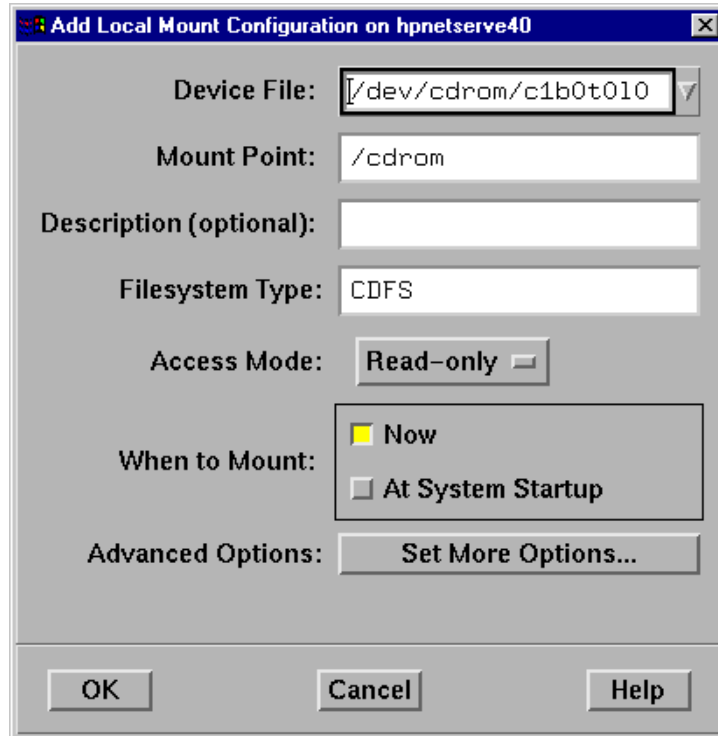 Add Local Mount Configuration on hpnetserve40
Device File: /dev/cdrom/c1b0t0l0
Mount Point: /cdrom
Description (optional):
Filesystem Type: CDFS
Access Mode: Read-only
When to Mount: Now
At System Startup
Advanced Options: Set More Options...
OK Cancel Help